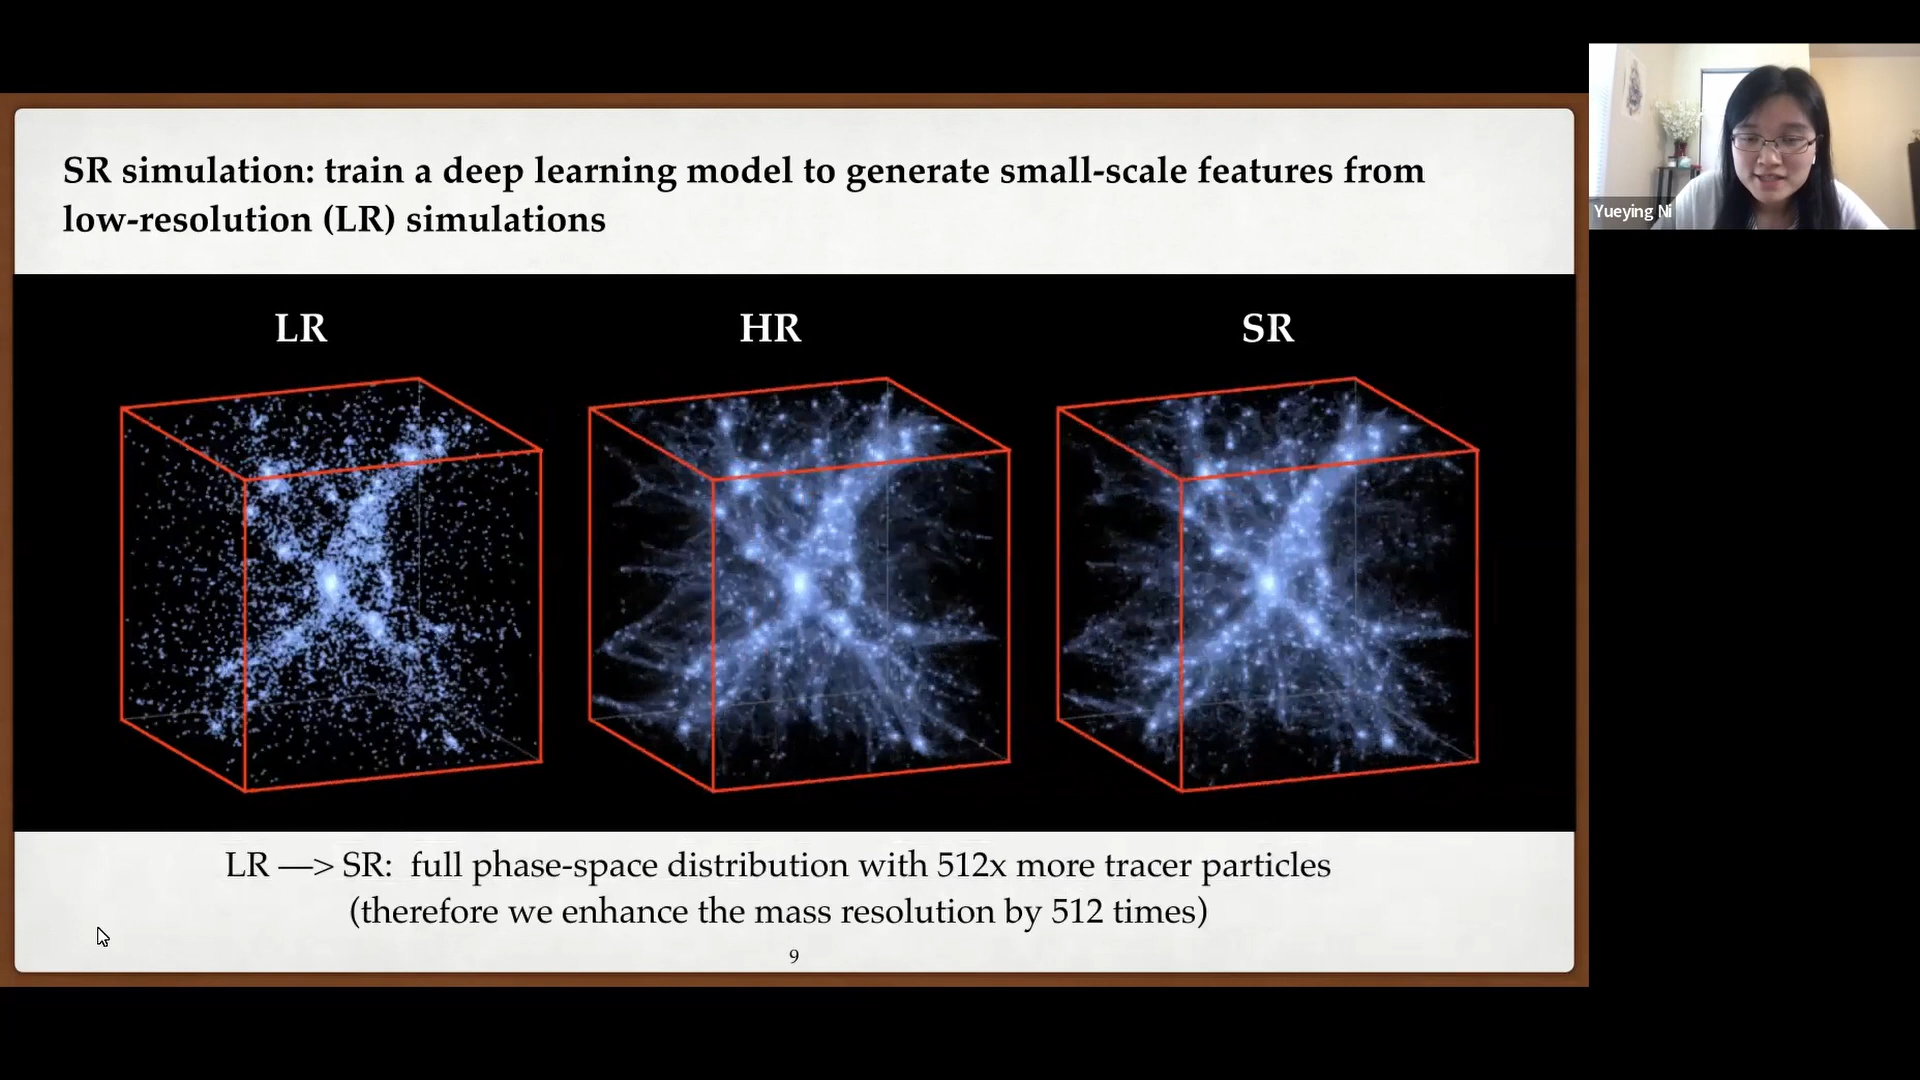 SR simulation: train a deep learning model to generate small-scale features from
low-resolution (LR) simulations
LR
HR
SR
LR —> SR: full phase-space distribution with 512x more tracer particles
(therefore we enhance the mass resolution by 512 times)
9
Yueying Ni